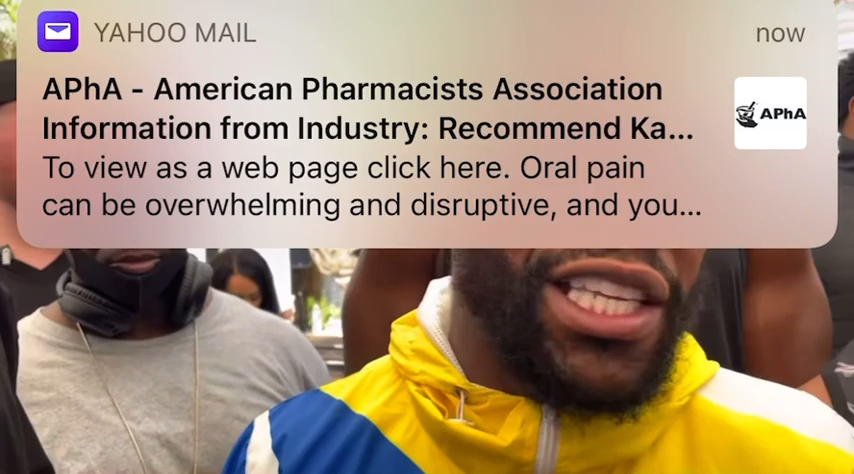 YAHOO MAIL
now
APhA - American Pharmacists Association
Information from Industry: Recommend Ka...
APhA
To view as a web page click here. Oral pain
can be overwhelming and disruptive, and you...